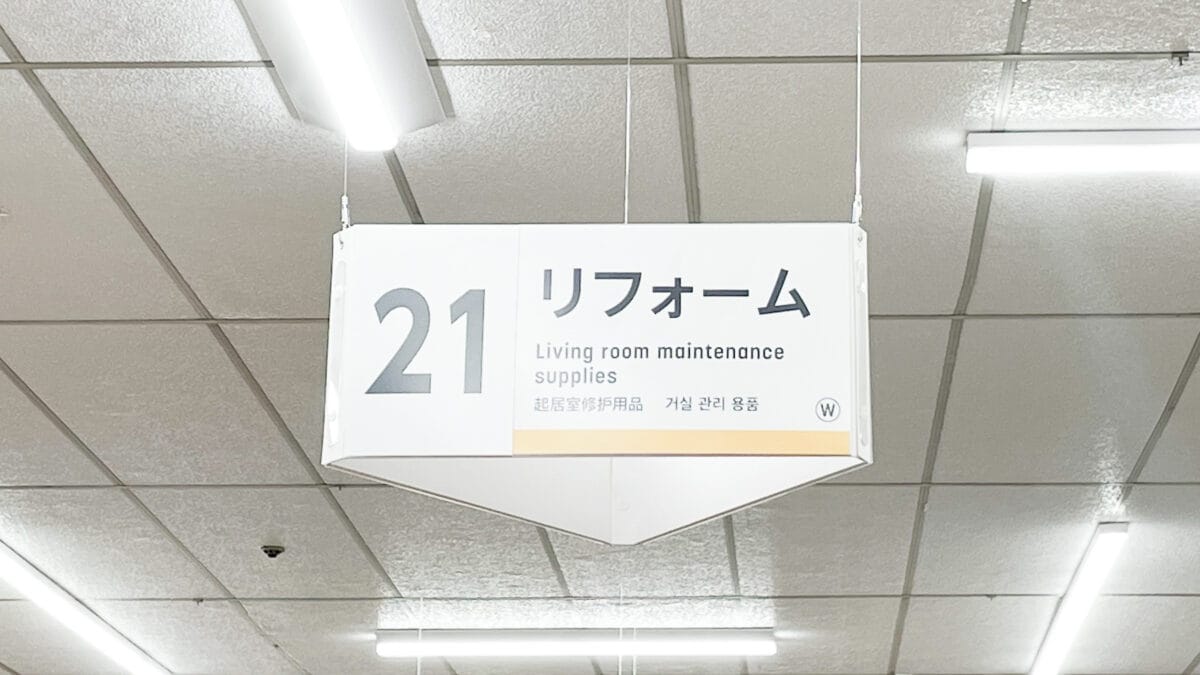 21
リフォーム
Living room maintenance
supplies
起居室修护用品 거실 관리 용품
W